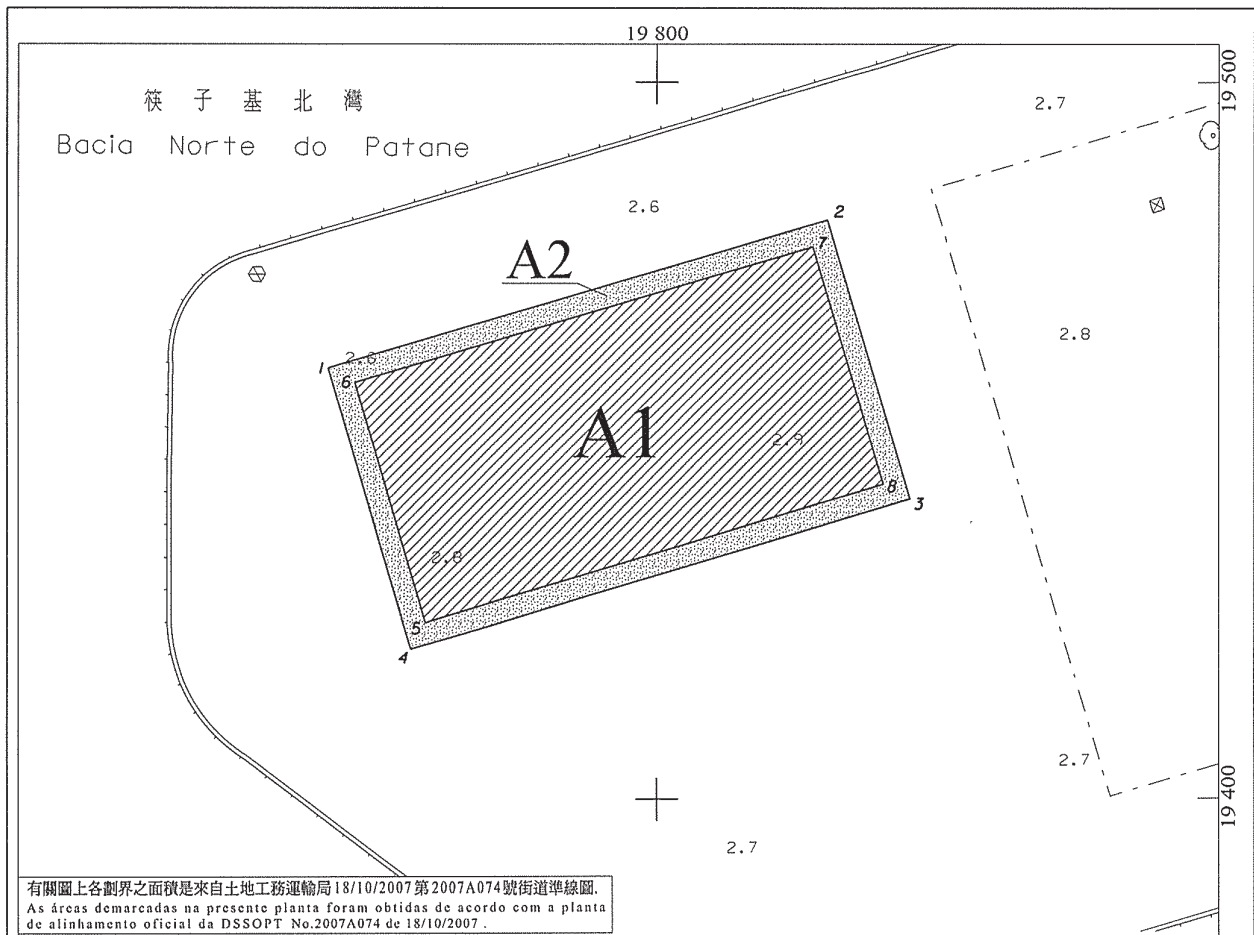 19 800
19 500
筷子基北灣
Bacia Norte do Patane
2.7
2.6
2
7
A2
2.8
1
2.8
6
A1
2.9
8
3
2.8
5
4
2.7
19 400
2.7
有關圖上各劃界之面積是來自土地工務運輸局18/10/2007第2007A074號街道準線圖.
As áreas demarcadas na presente planta foram obtidas de acordo com a planta
de alinhamento oficial da DSSOPT No.2007A074 de 18/10/2007 .